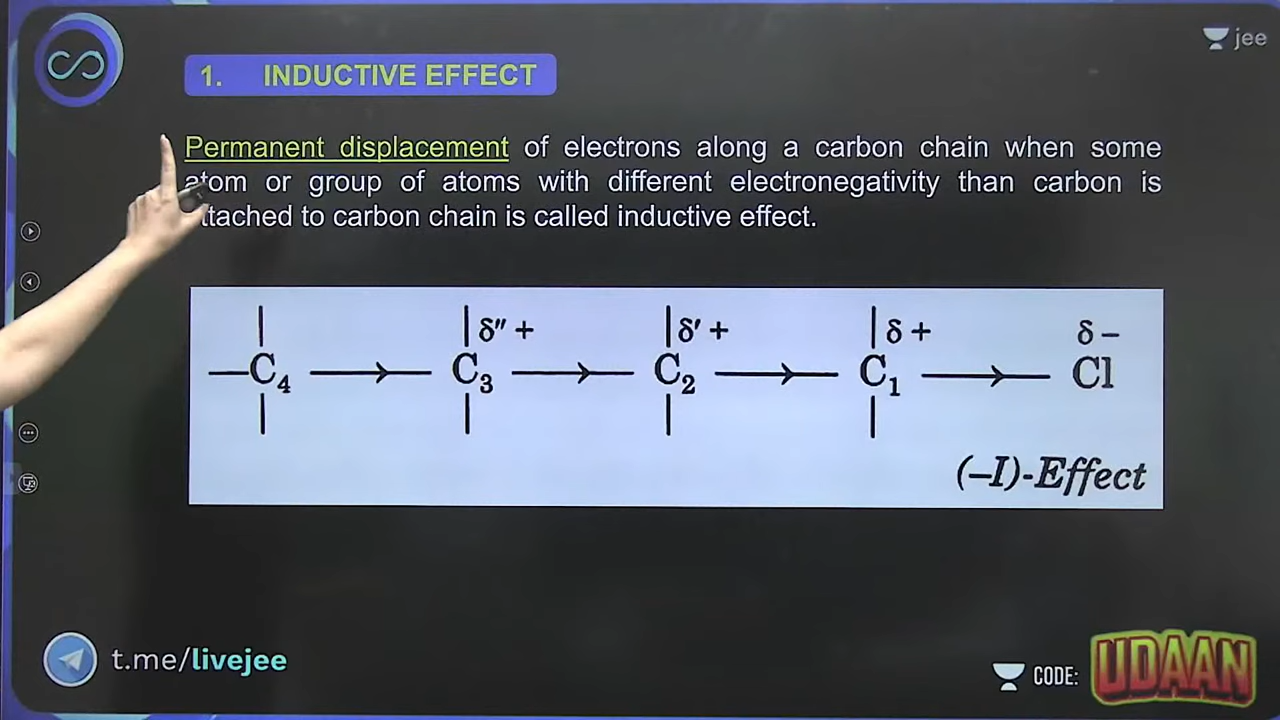 jee
1. INDUCTIVE EFFECT
Permanent displacement of electrons along a carbon chain when some
atom or group of atoms with different electronegativity than carbon is
ttached to carbon chain is called inductive effect.
δ″ + δ′ + δ + δ –
–C₄ C₃ C₂ C₁ Cl
(–I)-Effect
t.me/livejee
CODE: UDAAN